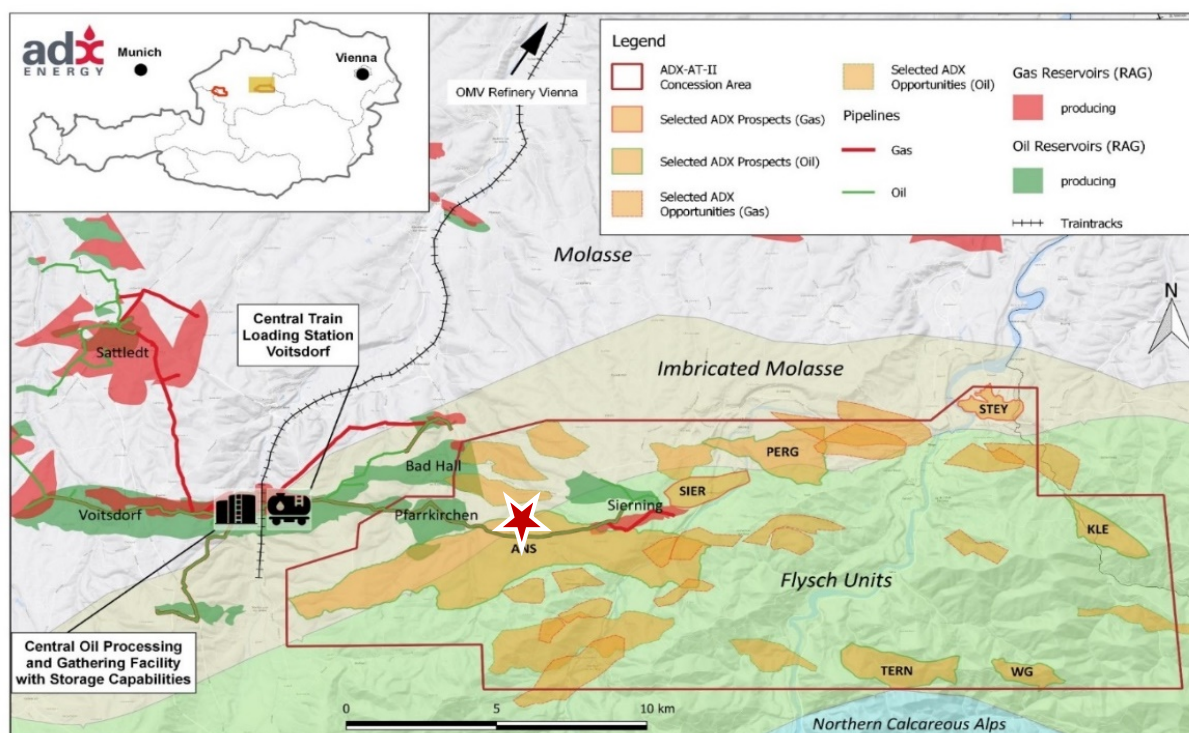 adx
ENERGY
Munich
Vienna
OMV Refinery Vienna
Legend
ADX-AT-II
Concession Area
Selected ADX Prospects (Gas)
Selected ADX Prospects (Oil)
Selected ADX
Opportunities (Gas)
Selected ADX
Opportunities (Oil)
Pipelines
Gas
Oil
Gas Reservoirs (RAG)
producing
Oil Reservoirs (RAG)
producing
Traintracks
Molasse
N
Central Train
Loading Station
Voitsdorf
Sattledt
Imbricated Molasse
STEY
Bad Hall
PERG
SIER
Sierning
Voitsdorf
Pfarrkirchen
ANS
KLE
Flysch Units
Central Oil Processing
and Gathering Facility
with Storage Capabilities
TERN
WG
0 5 10 km
Northern Calcareous Alps